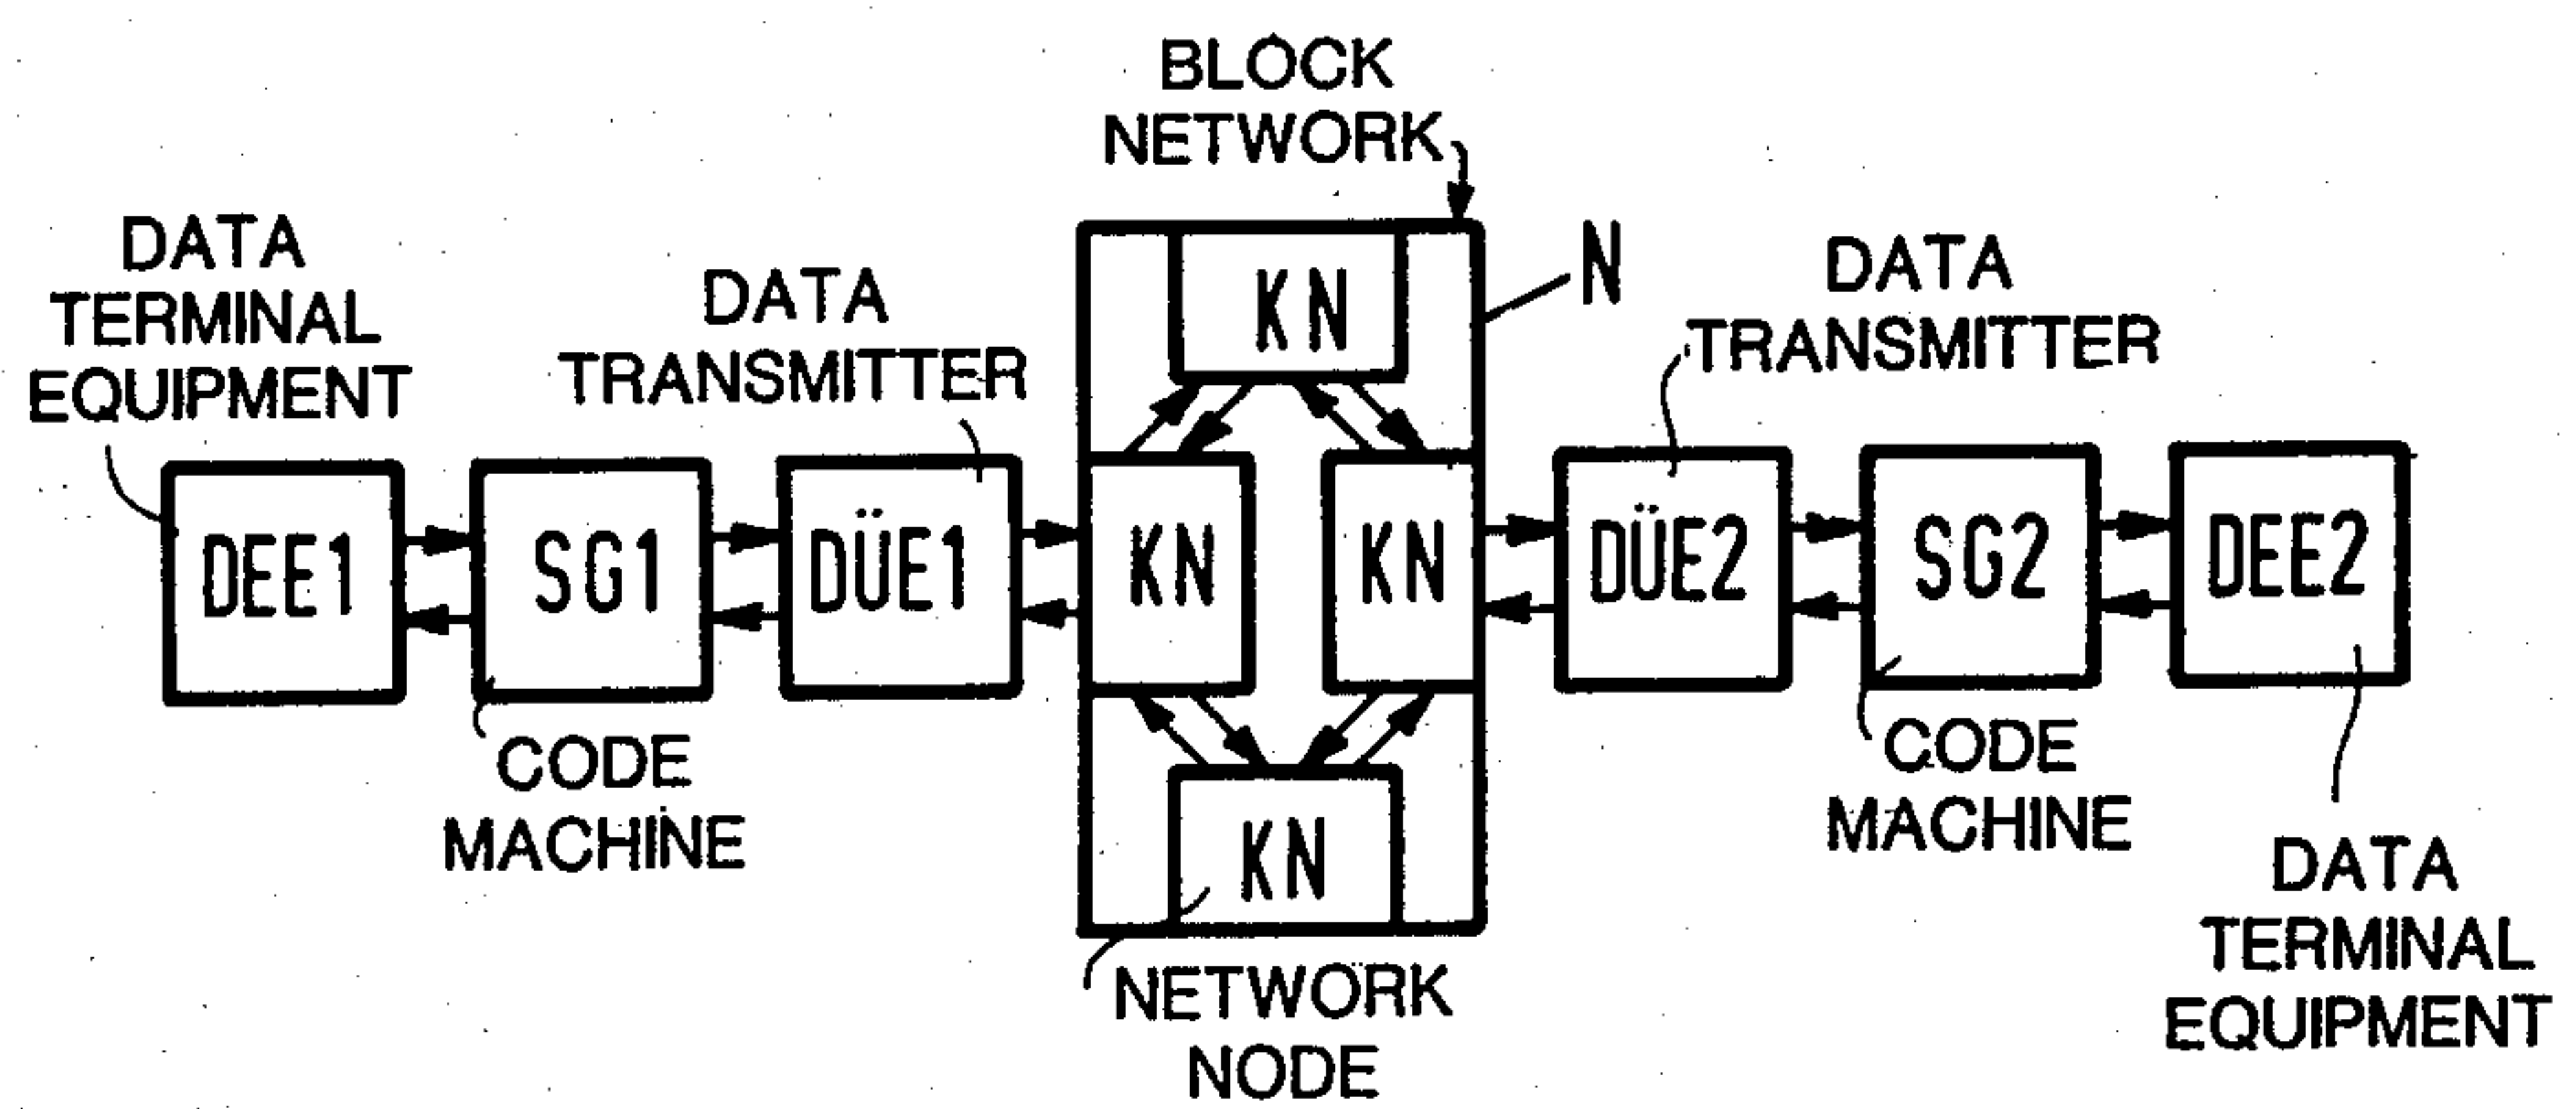 BLOCK
NETWORK
N
DATA
TERMINAL
EQUIPMENT
DATA
TRANSMITTER
DATA
TRANSMITTER
KN
DEE1
SG1
DÜE1
KN
KN
DÜE2
SG2
DEE2
CODE
MACHINE
KN
CODE
MACHINE
DATA
TERMINAL
EQUIPMENT
NETWORK
NODE